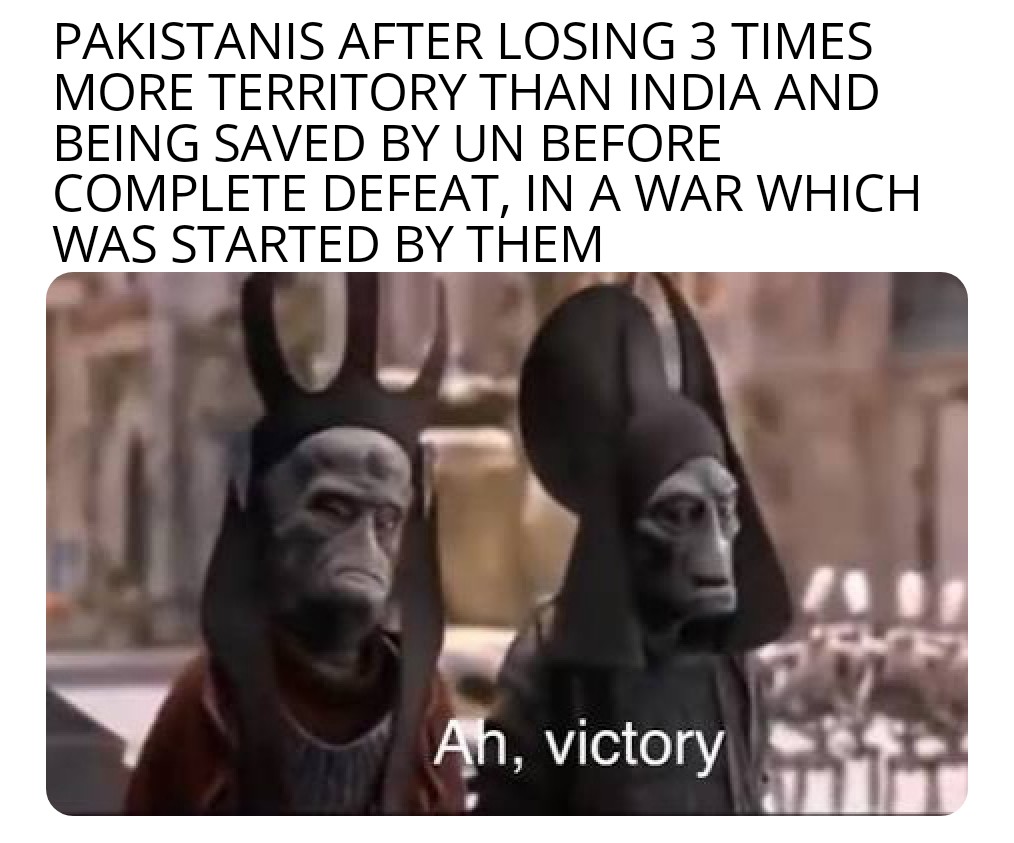 PAKISTANIS AFTER LOSING 3 TIMES
MORE TERRITORY THAN INDIA AND
BEING SAVED BY UN BEFORE
COMPLETE DEFEAT, IN A WAR WHICH
WAS STARTED BY THEM
Ah, victory